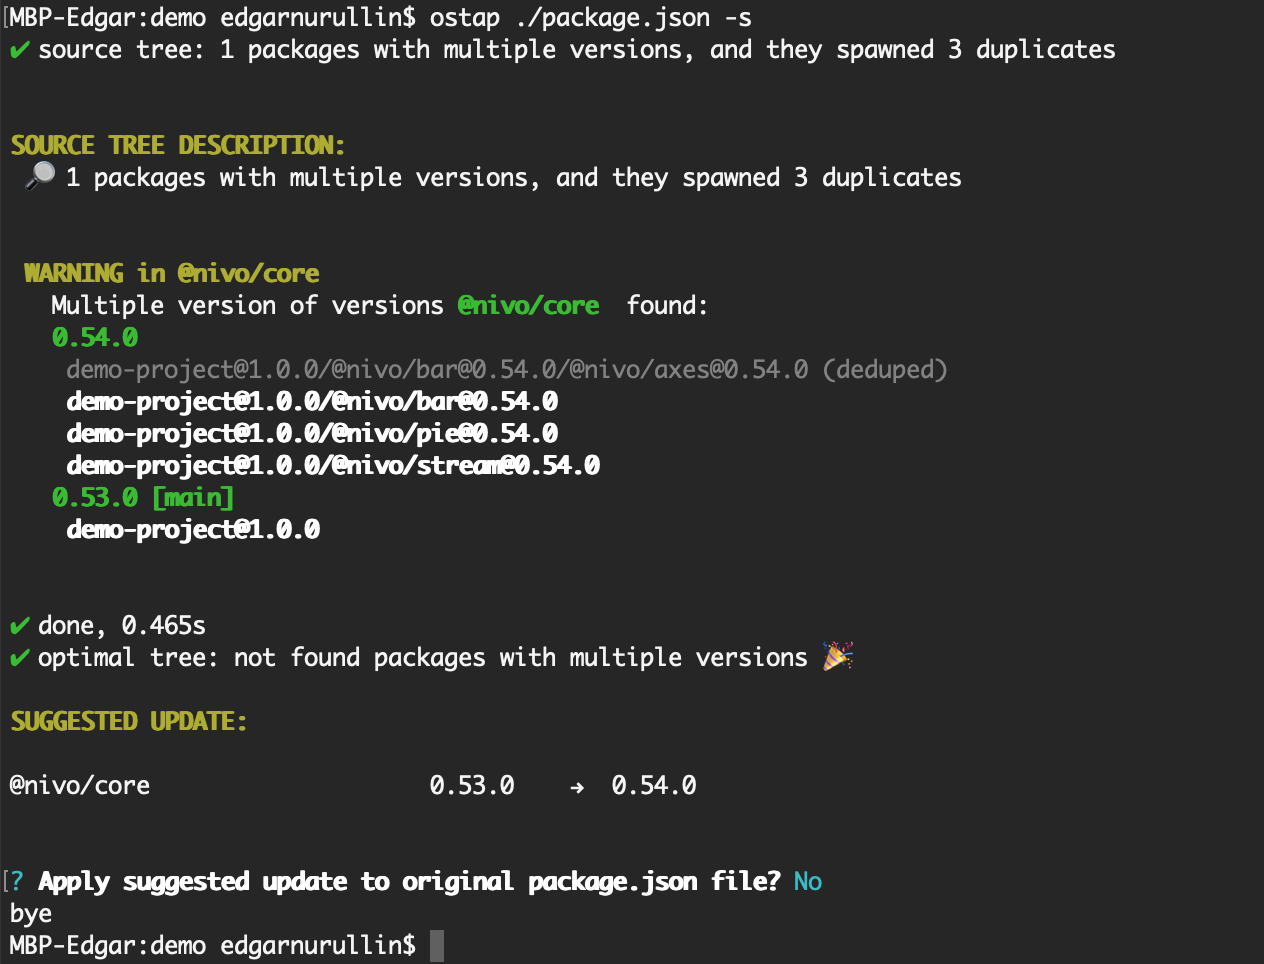 [MBP-Edgar:demo edgarnurullin$ ostap ./package.json -s
✔ source tree: 1 packages with multiple versions, and they spawned 3 duplicates
SOURCE TREE DESCRIPTION:
🔎 1 packages with multiple versions, and they spawned 3 duplicates
WARNING in @nivo/core
Multiple version of versions @nivo/core  found:
0.54.0
demo-project@1.0.0/@nivo/bar@0.54.0/@nivo/axes@0.54.0 (deduped)
demo-project@1.0.0/@nivo/bar@0.54.0
demo-project@1.0.0/@nivo/pie@0.54.0
demo-project@1.0.0/@nivo/stream@0.54.0
0.53.0 [main]
demo-project@1.0.0
✔ done, 0.465s
✔ optimal tree: not found packages with multiple versions 🎉
SUGGESTED UPDATE:
@nivo/core 0.53.0 → 0.54.0
[? Apply suggested update to original package.json file? No
bye
MBP-Edgar:demo edgarnurullin$